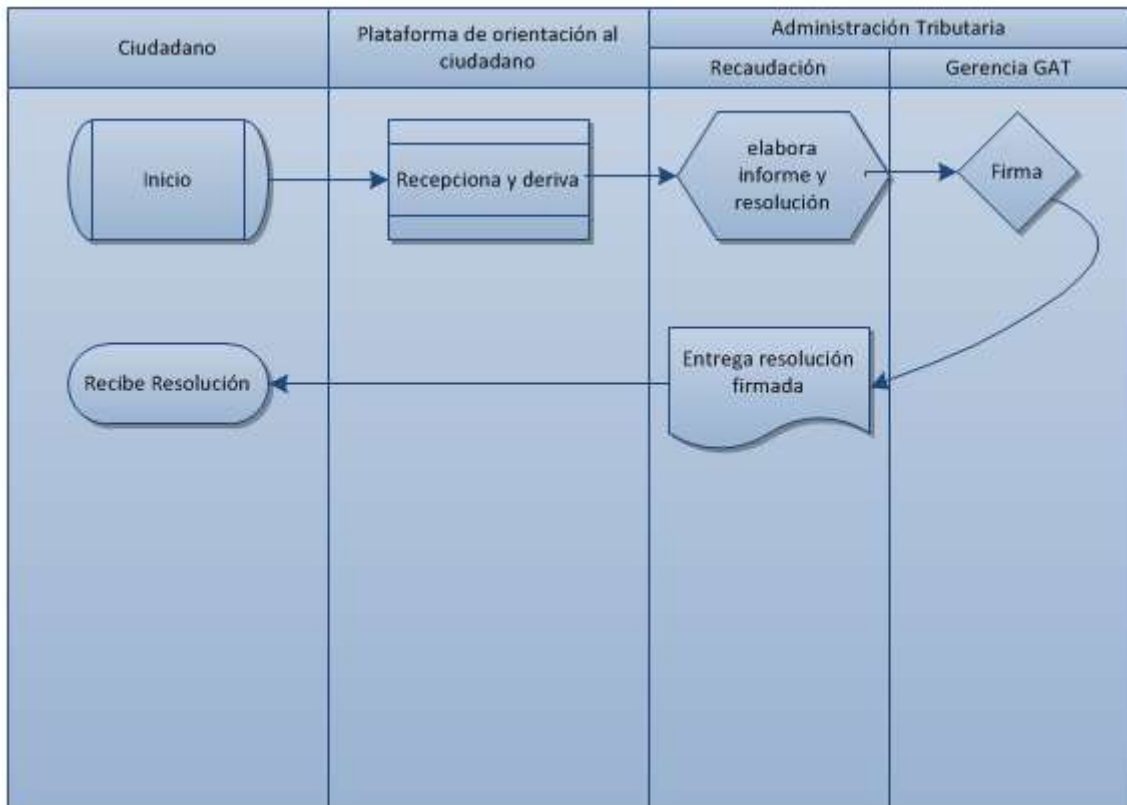 Ciudadano
Plataforma de orientación al
ciudadano
Administración Tributaria
Recaudación
Gerencia GAT
Inicio
Recepciona y deriva
elabora
informe y
resolución
Firma
Entrega resolución
firmada
Recibe Resolución